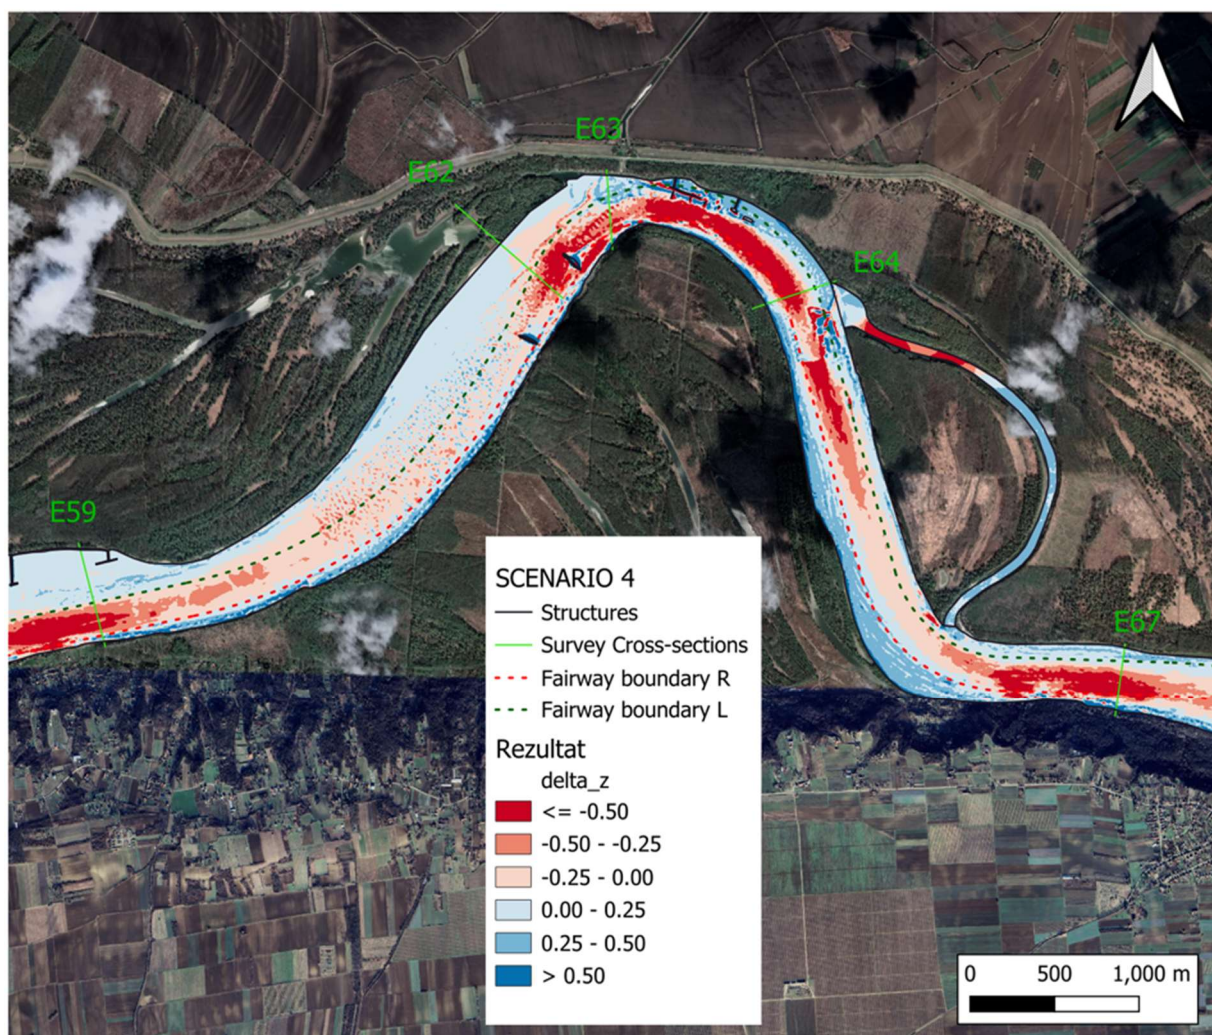 E63
E62
E64
E59
E67
SCENARIO 4
Structures
Survey Cross-sections
Fairway boundary R
Fairway boundary L
Rezultat
delta_z
<= -0.50
-0.50 - -0.25
-0.25 - 0.00
0.00 - 0.25
0.25 - 0.50
> 0.50
0 500 1,000 m